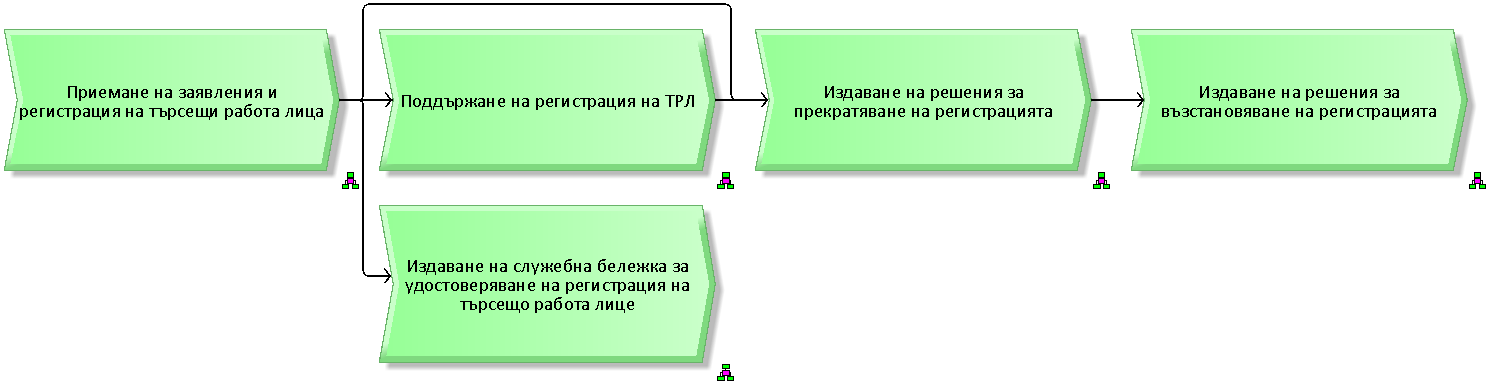 Приемане на заявления и
регистрация на търсещи работа лица
Поддържане на регистрация на ТРЛ
Издаване на решения за
прекратяване на регистрацията
Издаване на решения за
възстановяване на регистрацията
Издаване на служебна бележка за
удостоверяване на регистрация на
търсещо работа лице